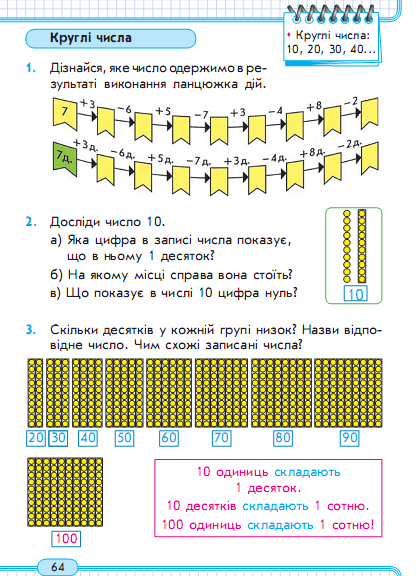 Круглі числа
• Круглі числа:
10, 20, 30, 40...
1. Дізнайся, яке число одержимо в ре-
зультаті виконання ланцюжка дій.
7 +3 −6 +5 −7 +3 −4 +8 −2
7д. +3д. −6д. +5д. −7д. +3д. −4д. +8д. −2д.
2. Досліди число 10.
а) Яка цифра в записі числа показує,
що в ньому 1 десяток?
б) На якому місці справа вона стоїть?
в) Що показує в числі 10 цифра нуль?
10
3. Скільки десятків у кожній групі низок? Назви відпо-
відне число. Чим схожі записані числа?
20 30 40 50 60 70 80 90
100
10 одиниць складають
1 десяток.
10 десятків складають 1 сотню.
100 одиниць складають 1 сотню!
64